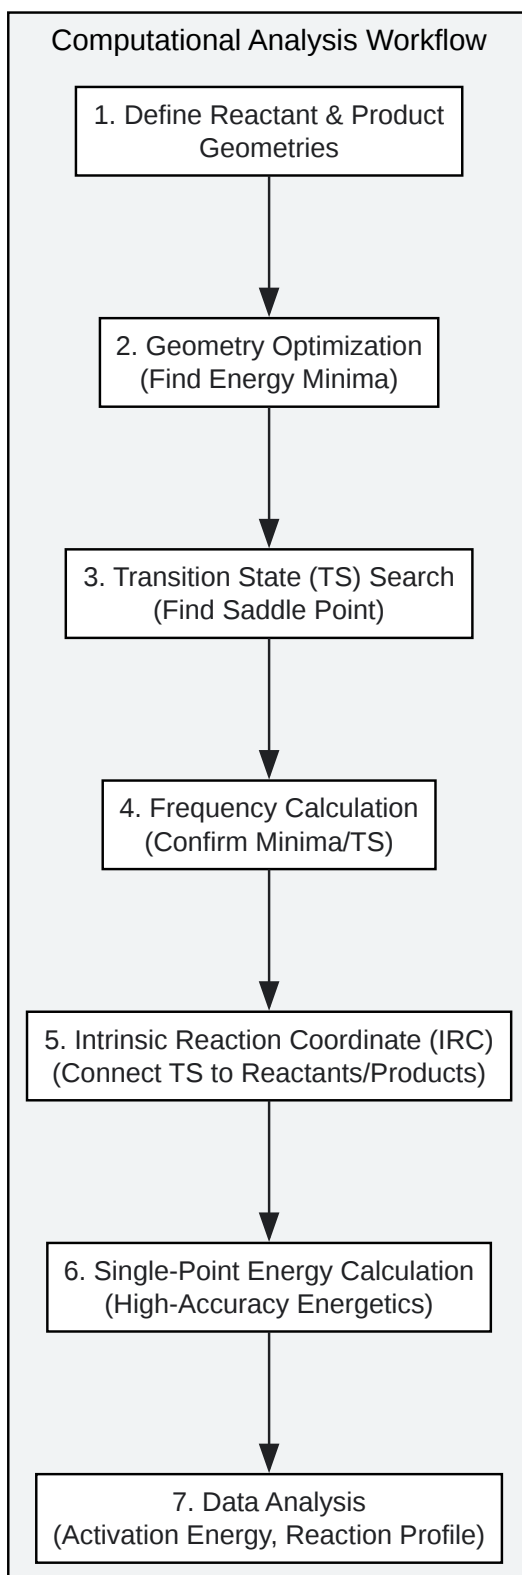 Computational Analysis Workflow
1. Define Reactant & Product
Geometries
2. Geometry Optimization
(Find Energy Minima)
3. Transition State (TS) Search
(Find Saddle Point)
4. Frequency Calculation
(Confirm Minima/TS)
5. Intrinsic Reaction Coordinate (IRC)
(Connect TS to Reactants/Products)
6. Single-Point Energy Calculation
(High-Accuracy Energetics)
7. Data Analysis
(Activation Energy, Reaction Profile)